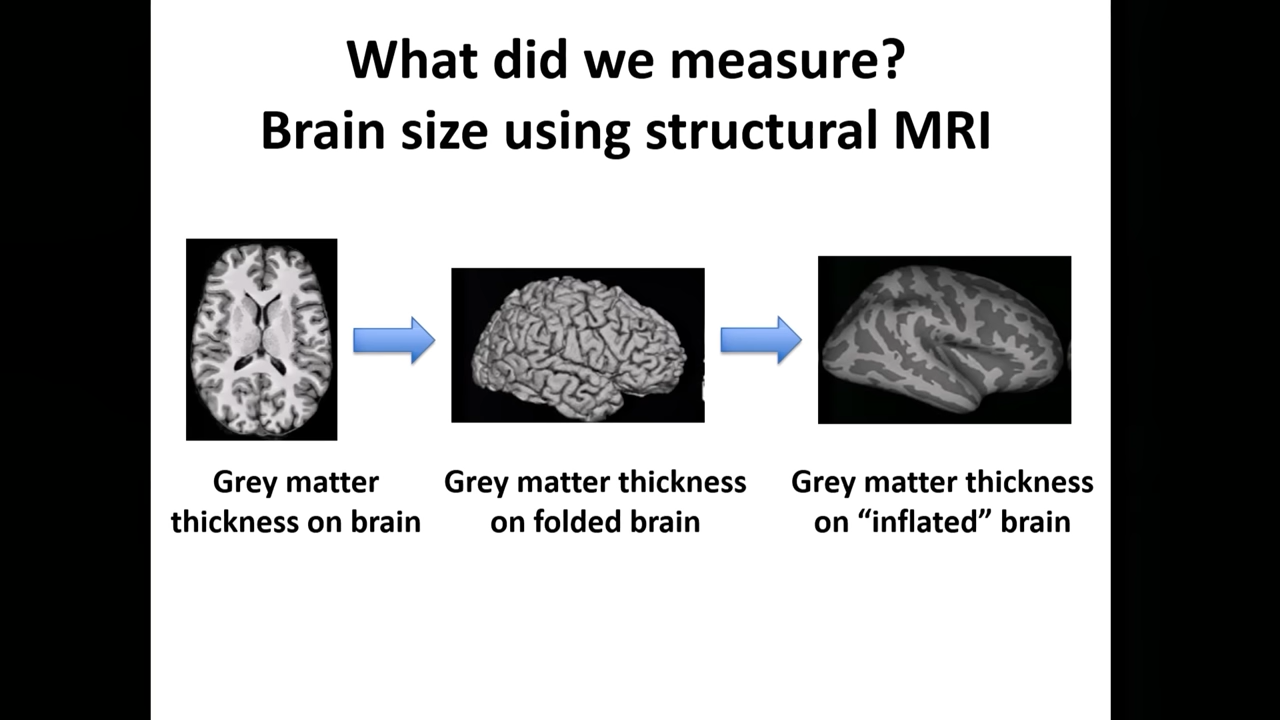 What did we measure?
Brain size using structural MRI
Grey matter
thickness on brain
Grey matter thickness
on folded brain
Grey matter thickness
on “inflated” brain